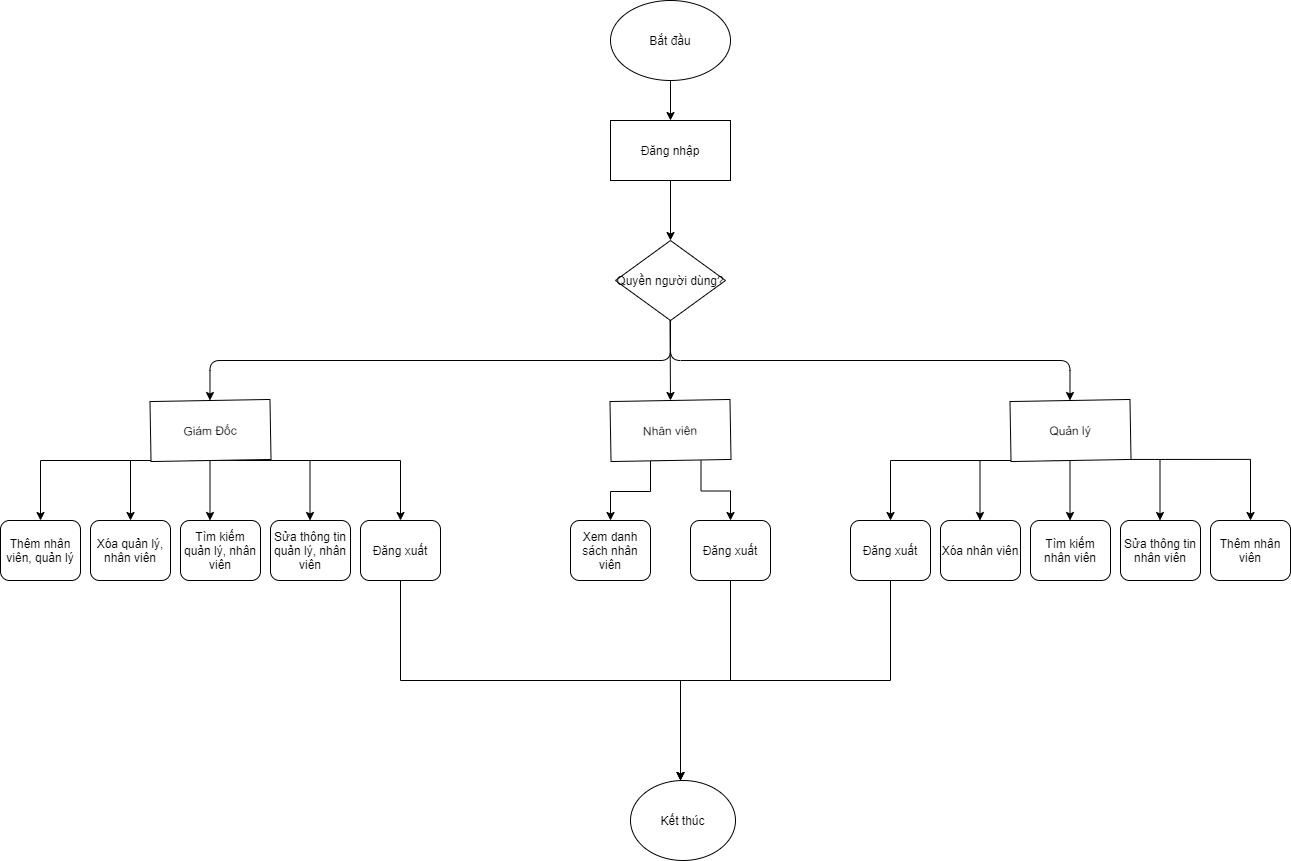 Bắt đầu
Đăng nhập
Quyền người dùng?
Giám Đốc
Nhân viên
Quản lý
Thêm nhân
viên, quản lý
Xóa quản lý,
nhân viên
Tìm kiếm
quản lý, nhân
viên
Sửa thông tin
quản lý, nhân
viên
Đăng xuất
Xem danh
sách nhân
viên
Đăng xuất
Đăng xuất
Xóa nhân viên
Tìm kiếm
nhân viên
Sửa thông tin
nhân viên
Thêm nhân
viên
Kết thúc